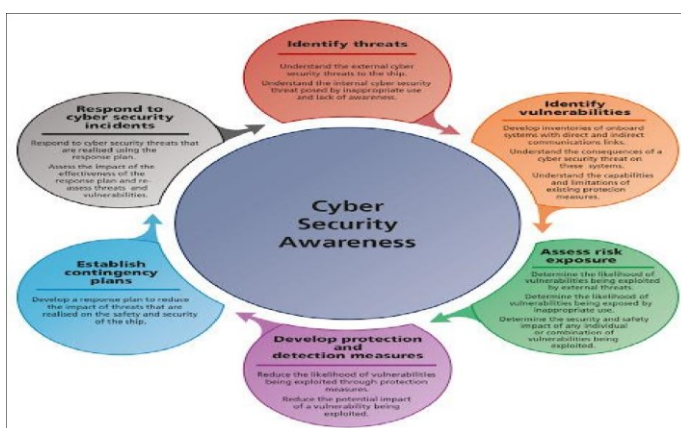 Identify threats
Understand the external cyber
security threats to the ship.
Understand the internal cyber security
threat posed by inappropriate use
and lack of awareness.
Identify
vulnerabilities
Develop inventories of onboard
systems with direct and indirect
communications links.
Understand the consequences of a
cyber security threat on
these systems.
Understand the capabilities
and limitations of
existing protection
measures.
Assess risk
exposure
Determine the likelihood of
vulnerabilities being exploited
by external threats.
Determine the likelihood of
vulnerabilities being exposed by
inappropriate use.
Determine the security and safety
impact of any individual
or combination of
vulnerabilities being
exploited.
Develop protection
and
detection measures
Reduce the likelihood of vulnerabilities
being exploited through protection
measures.
Reduce the potential impact
of a vulnerability being
exploited.
Establish
contingency
plans
Develop a response plan to reduce
the impact of threats that are
realised on the safety and security
of the ship.
Respond to
cyber security
incidents
Respond to cyber security threats that
are realised using the
response plan.
Assess the impact of the
effectiveness of the
response plan and re-
assess threats and
vulnerabilities.
Cyber
Security
Awareness